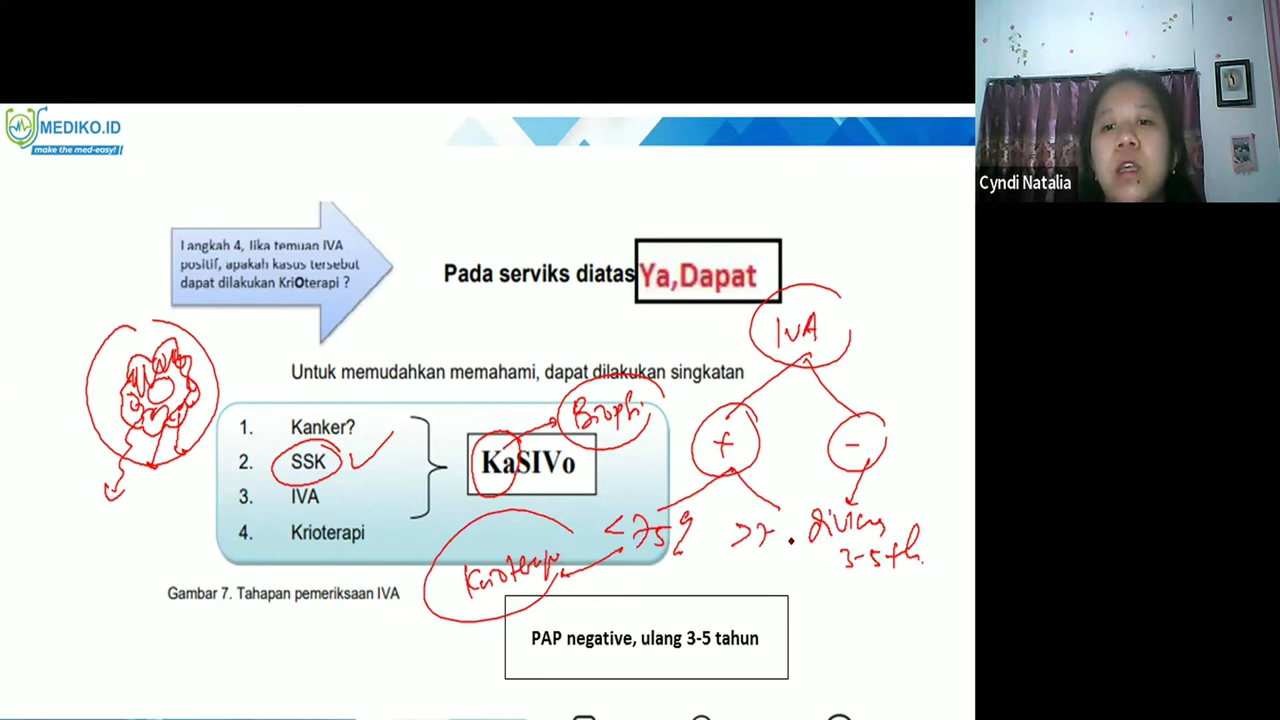 MEDIKO.ID
make the med-easy!
Cyndi Natalia
Langkah 4, Jika temuan IVA
positif, apakah kasus tersebut
dapat dilakukan KriOterapi ?
Pada serviks diatas Ya,Dapat
IVA
Untuk memudahkan memahami, dapat dilakukan singkatan
1. Kanker?
2. SSK
3. IVA
4. Krioterapi
KaSIVo
Biopsi
+
-
< 75%
>7
diulang
3-5 th.
Krioterapi
Gambar 7. Tahapan pemeriksaan IVA
PAP negative, ulang 3-5 tahun